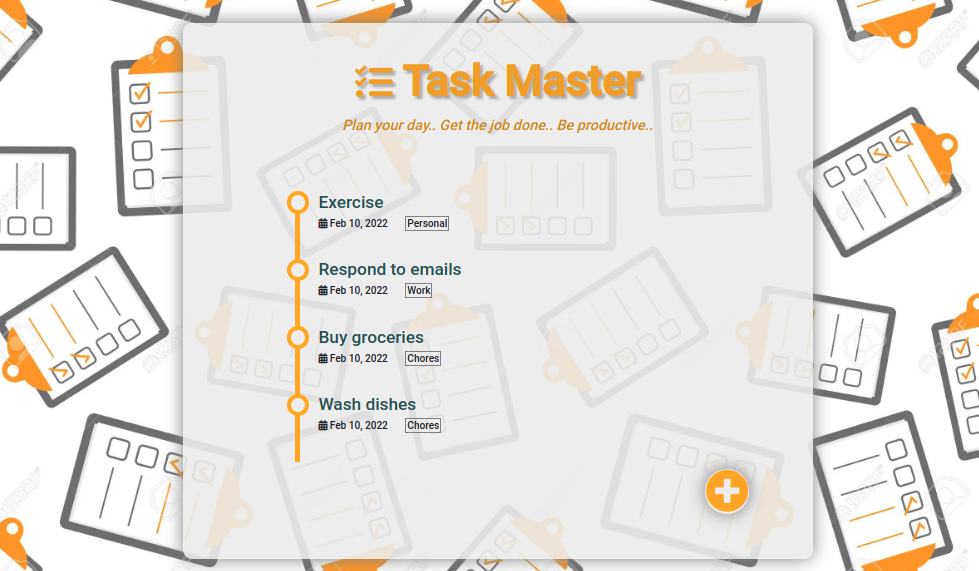 Task Master
Plan your day.. Get the job done.. Be productive..
Exercise
Feb 10, 2022 Personal
Respond to emails
Feb 10, 2022 Work
Buy groceries
Feb 10, 2022 Chores
Wash dishes
Feb 10, 2022 Chores